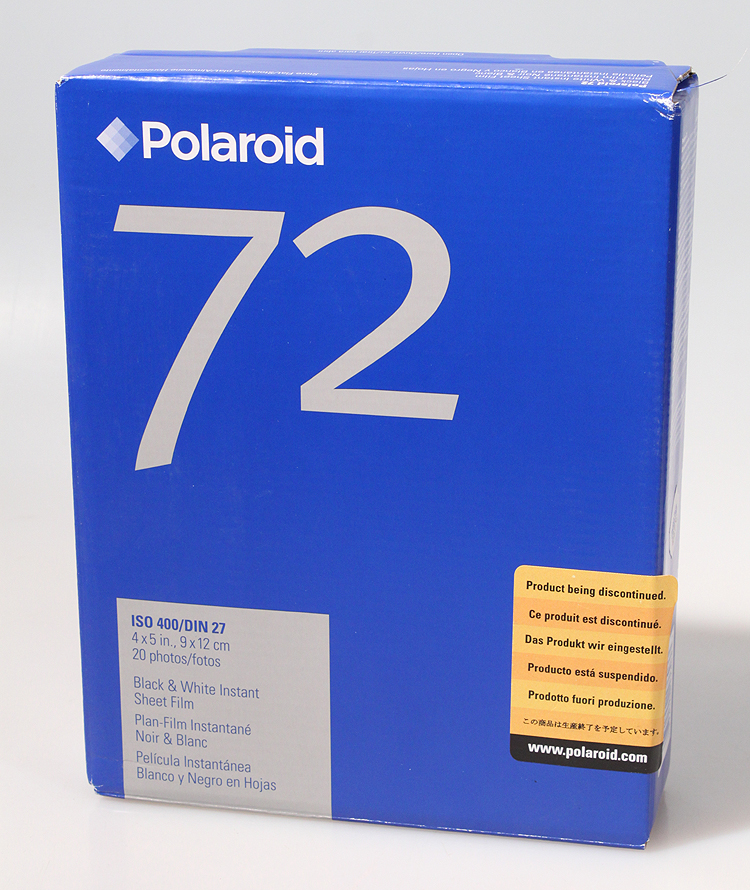 Polaroid
72
ISO 400/DIN 27
4 x 5 in., 9 x 12 cm
20 photos/fotos
Black & White Instant
Sheet Film
Plan-Film Instantané
Noir & Blanc
Película Instantánea
Blanco y Negro en Hojas
Product being discontinued.
Ce produit est discontinué.
Das Produkt wir eingestellt.
Producto está suspendido.
Prodotto fuori produzione.
この商品は生産終了を予定しています。
www.polaroid.com